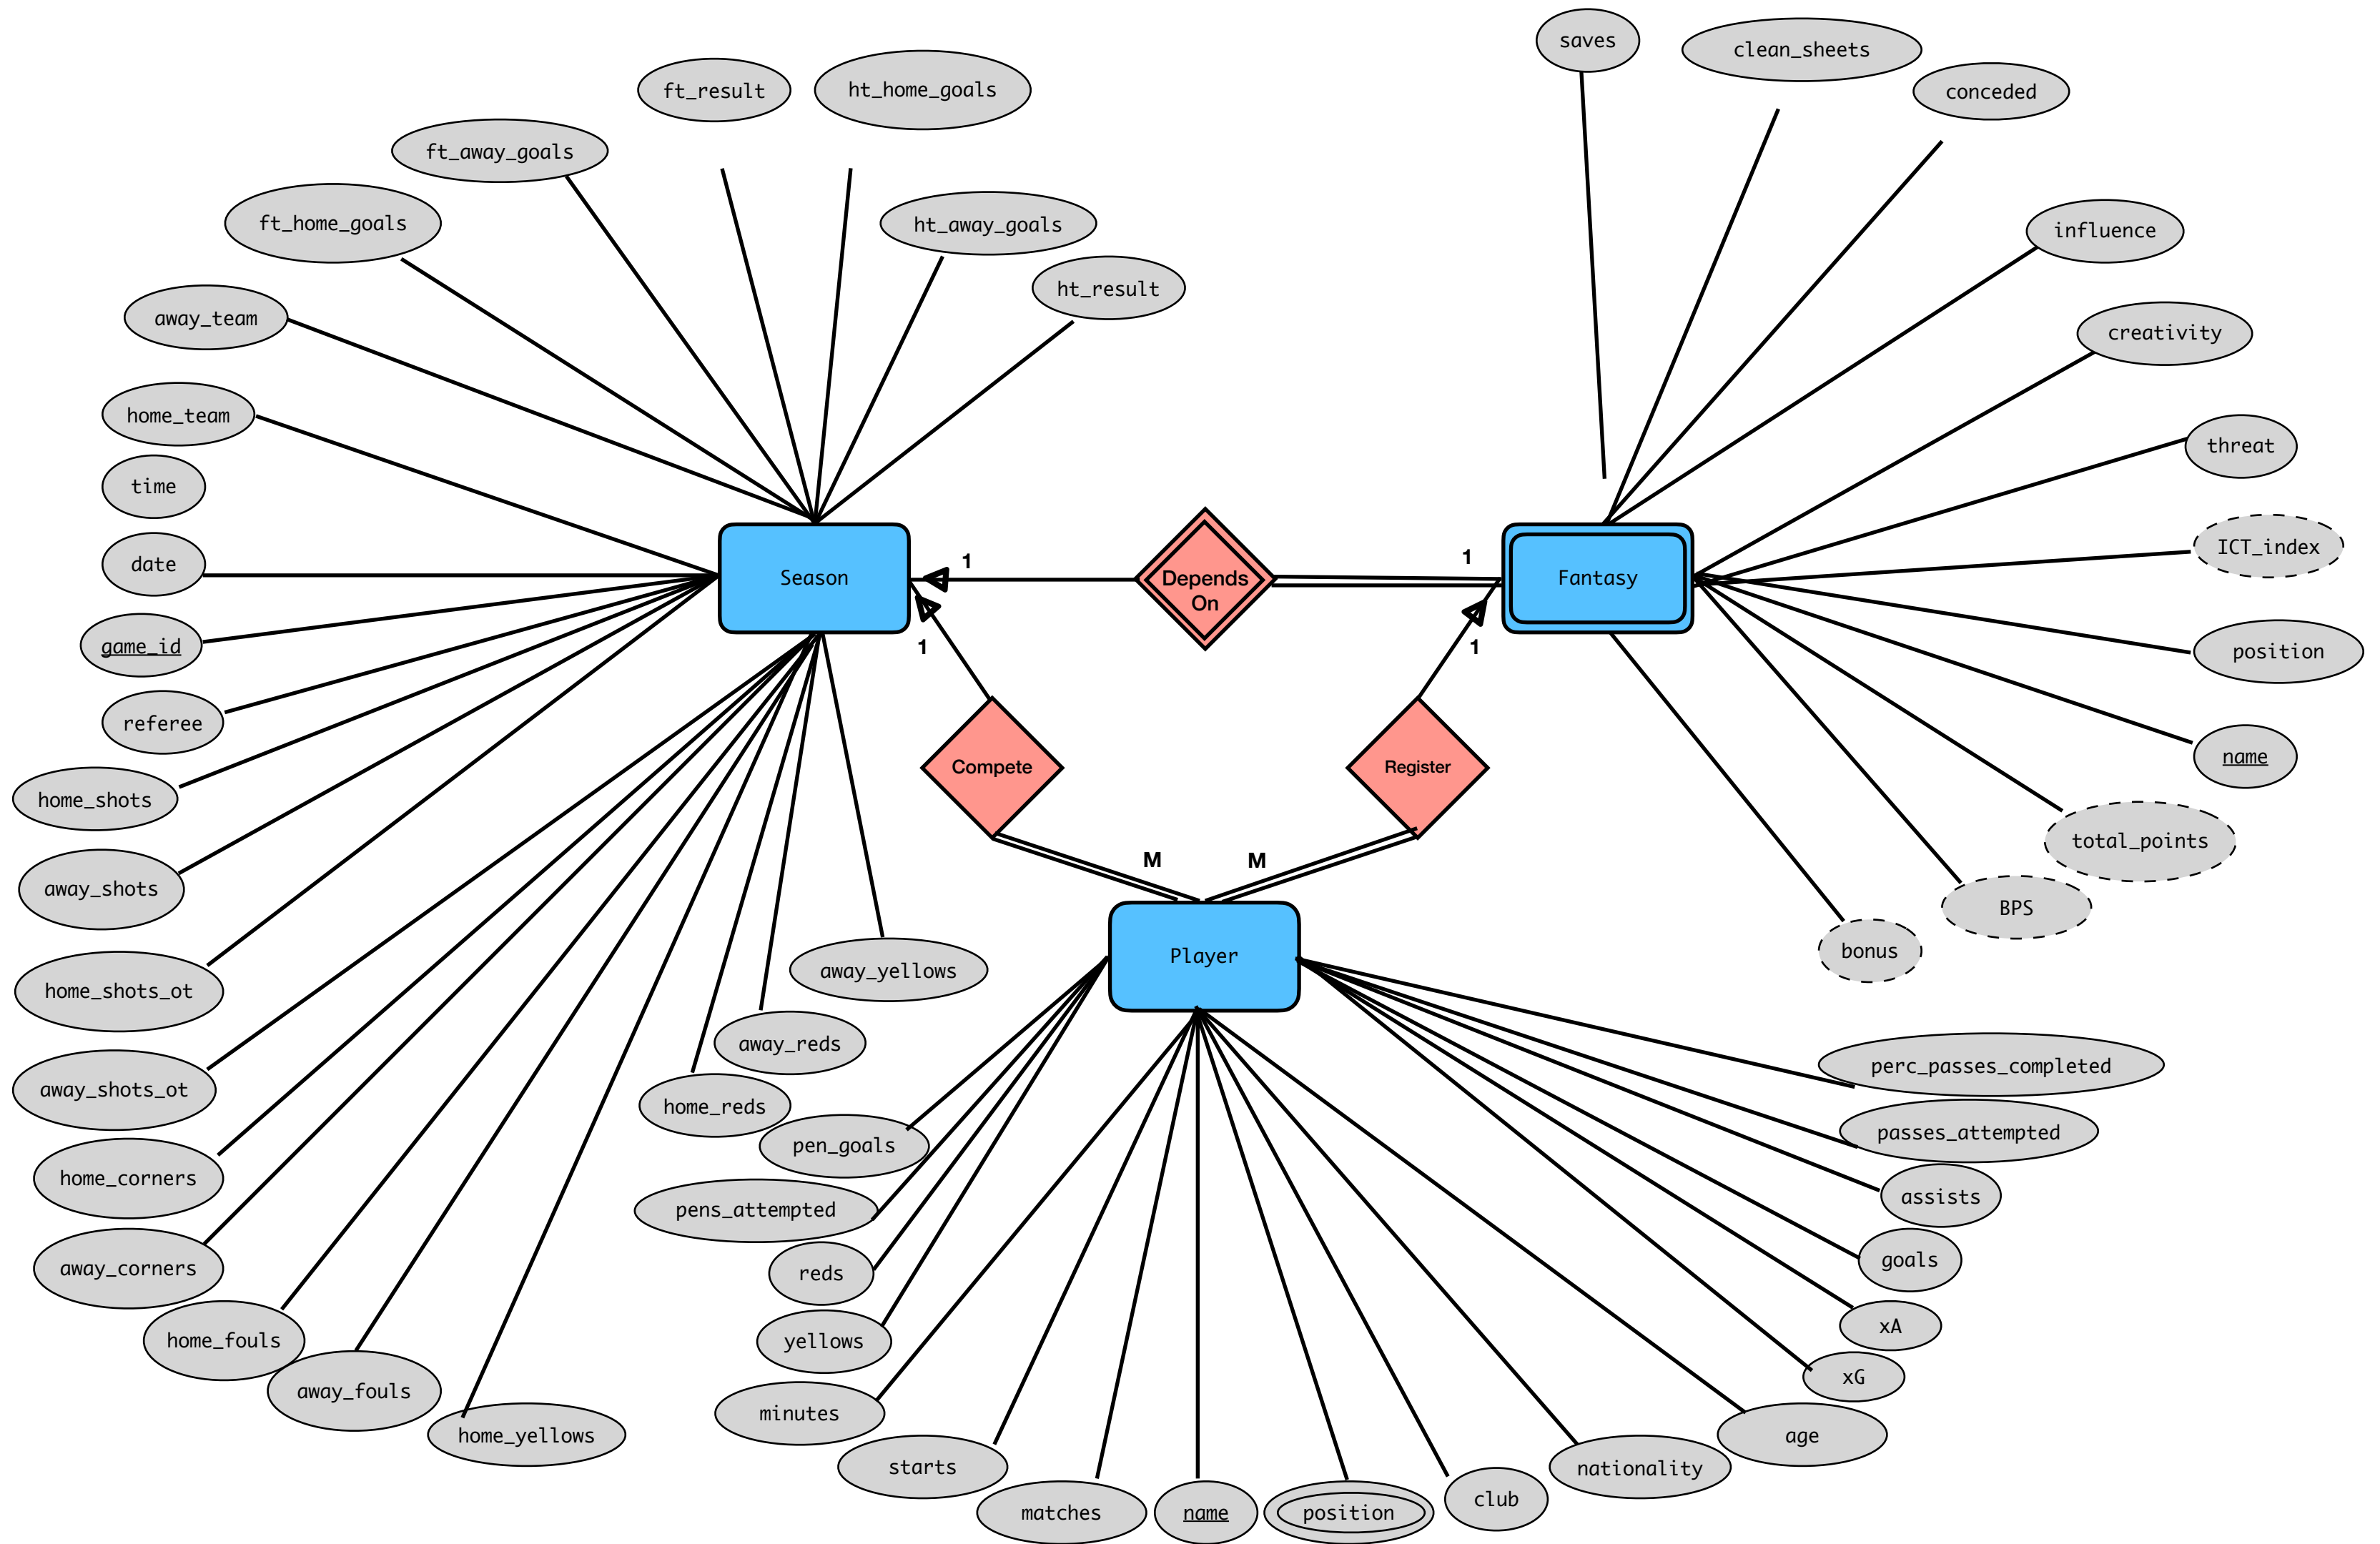 saves
clean_sheets
conceded
ft_result
ht_home_goals
ft_away_goals
ft_home_goals
ht_away_goals
influence
ht_result
away_team
creativity
home_team
threat
time
ICT_index
date
Season
1
Depends
On
1
Fantasy
game_id
1
1
position
referee
name
Compete
Register
home_shots
total_points
away_shots
M
M
BPS
bonus
Player
away_yellows
home_shots_ot
away_reds
perc_passes_completed
away_shots_ot
home_reds
passes_attempted
pen_goals
home_corners
assists
pens_attempted
away_corners
reds
goals
home_fouls
yellows
xA
away_fouls
xG
minutes
home_yellows
age
starts
nationality
matches
name
position
club